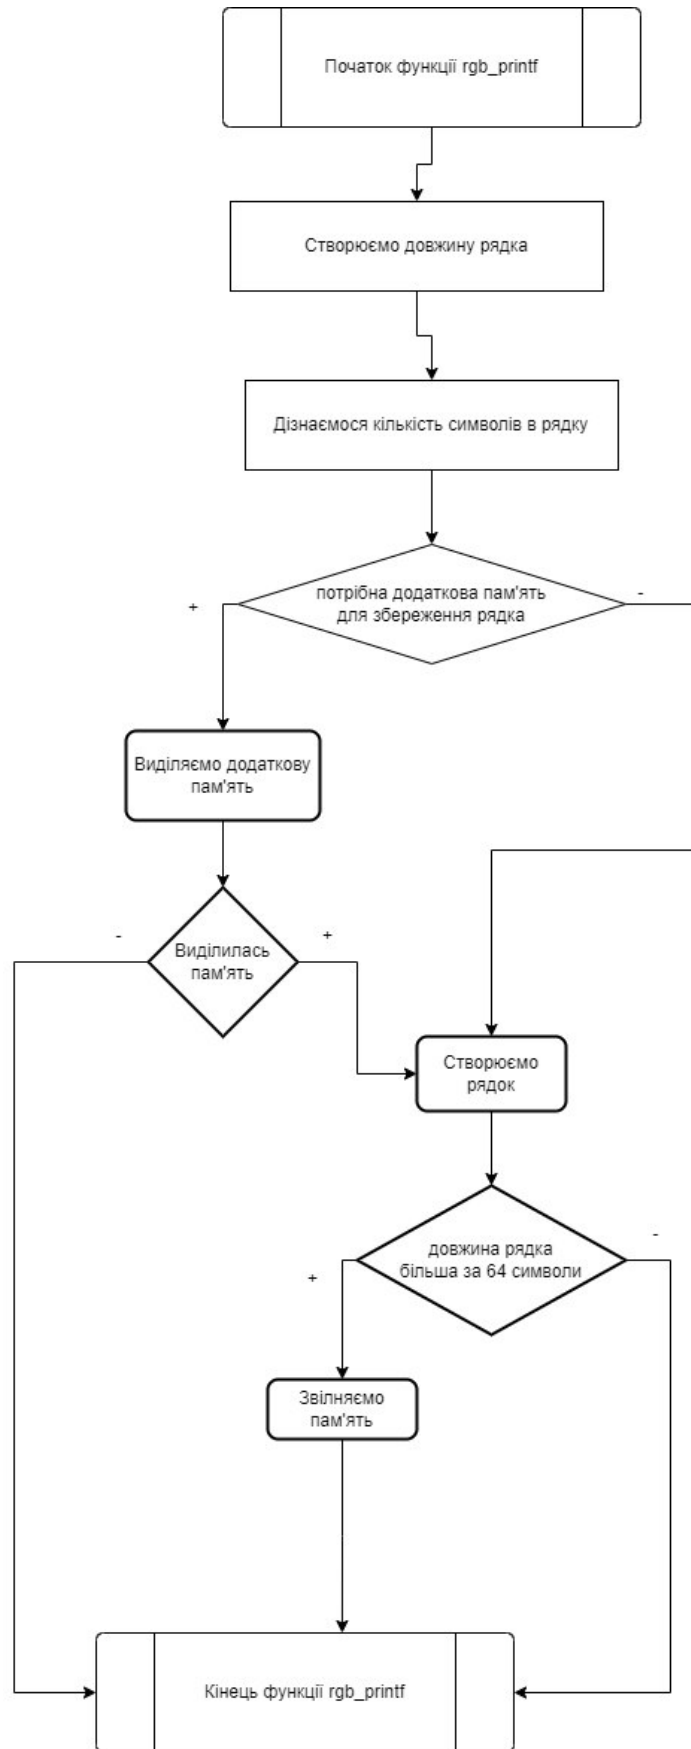 Початок функції rgb_printf
Створюємо довжину рядка
Дізнаємося кількість символів в рядку
потрібна додаткова пам'ять
для збереження рядка
+
-
Виділяємо додаткову
пам'ять
-
Виділилась
пам'ять
+
Створюємо
рядок
довжина рядка
більша за 64 символи
-
+
Звілняємо
пам'ять
Кінець функції rgb_printf